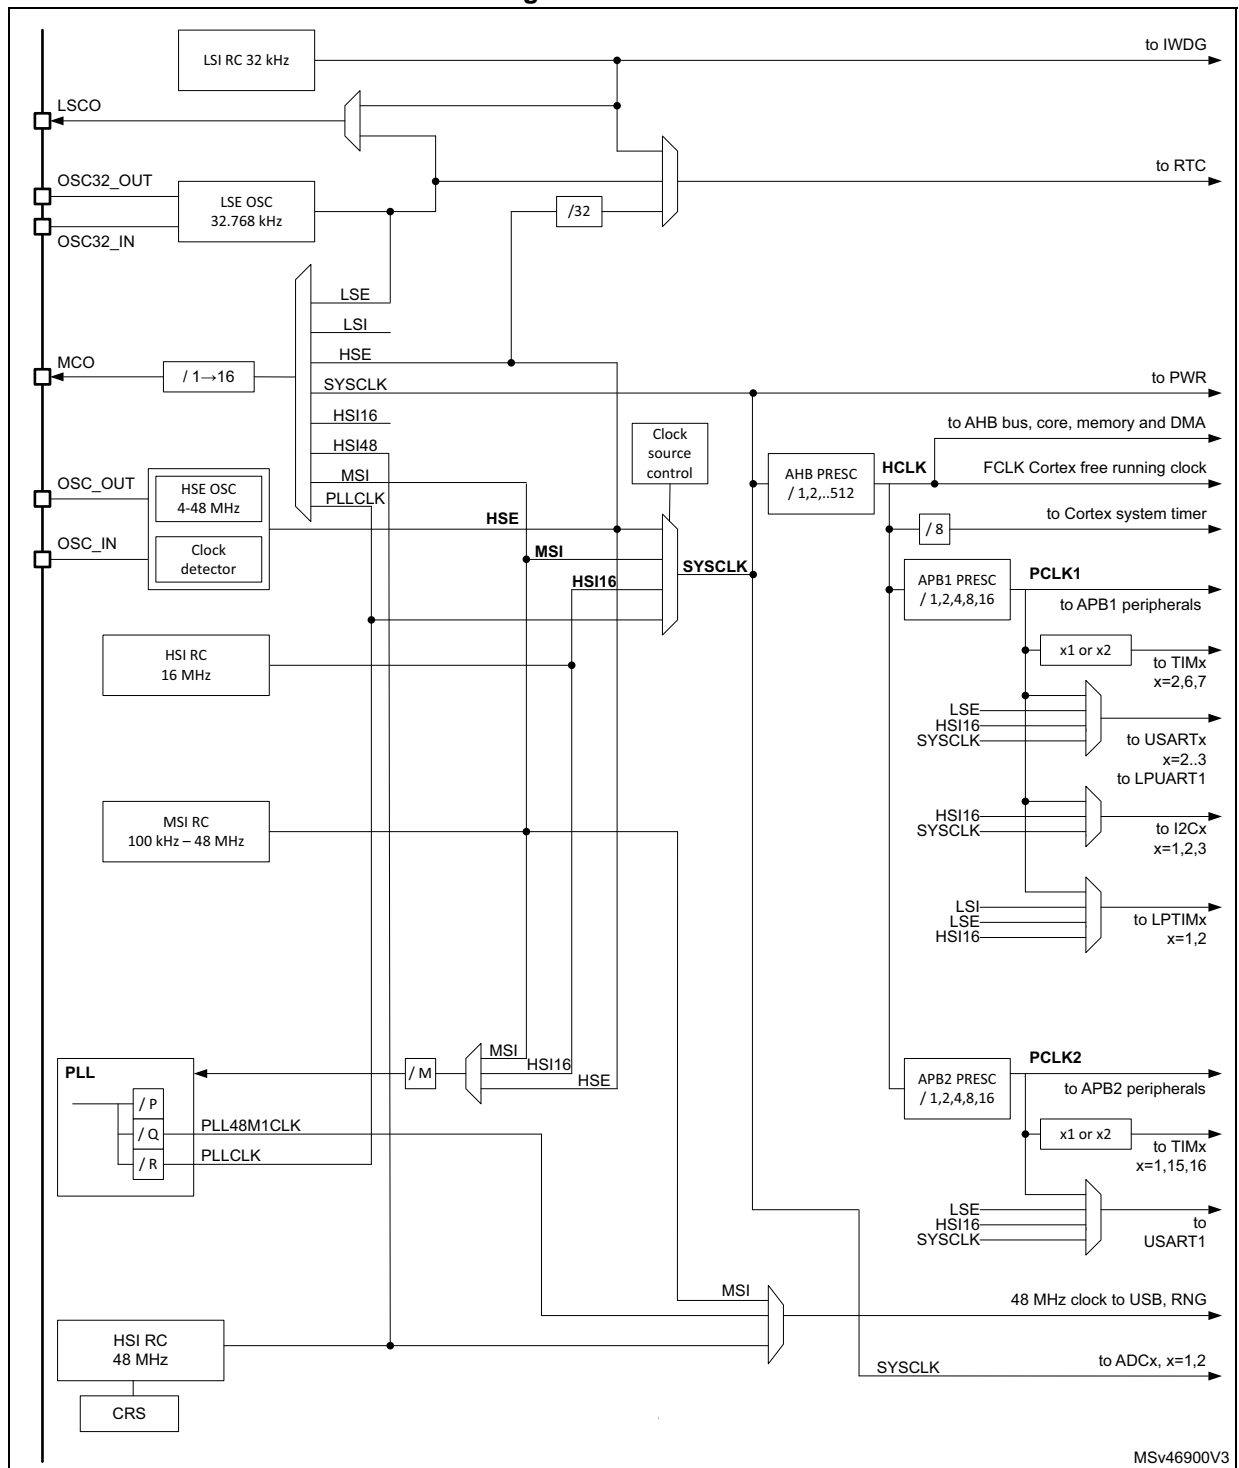 LSI RC 32 kHz
to IWDG
LSCO
to RTC
OSC32_OUT
LSE OSC
32.768 kHz
/32
OSC32_IN
LSE
LSI
HSE
MCO
/ 1→16
SYSCLK
to PWR
HSI16
HSI48
MSI
PLLCLK
Clock
source
control
to AHB bus, core, memory and DMA
AHB PRESC
/ 1,2,..512
HCLK
FCLK Cortex free running clock
OSC_OUT
HSE OSC
4-48 MHz
HSE
/ 8
to Cortex system timer
OSC_IN
Clock
detector
MSI
HSI16
SYSCLK
APB1 PRESC
/ 1,2,4,8,16
PCLK1
to APB1 peripherals
HSI RC
16 MHz
x1 or x2
to TIMx
x=2,6,7
LSE
HSI16
SYSCLK
to USARTx
x=2..3
to LPUART1
MSI RC
100 kHz – 48 MHz
HSI16
SYSCLK
to I2Cx
x=1,2,3
LSI
LSE
HSI16
to LPTIMx
x=1,2
PLL
/ M
MSI
HSI16
HSE
APB2 PRESC
/ 1,2,4,8,16
PCLK2
to APB2 peripherals
/ P
/ Q
PLL48M1CLK
/ R
PLLCLK
x1 or x2
to TIMx
x=1,15,16
LSE
HSI16
SYSCLK
to
USART1
MSI
48 MHz clock to USB, RNG
HSI RC
48 MHz
SYSCLK
to ADCx, x=1,2
CRS
MSv46900V3